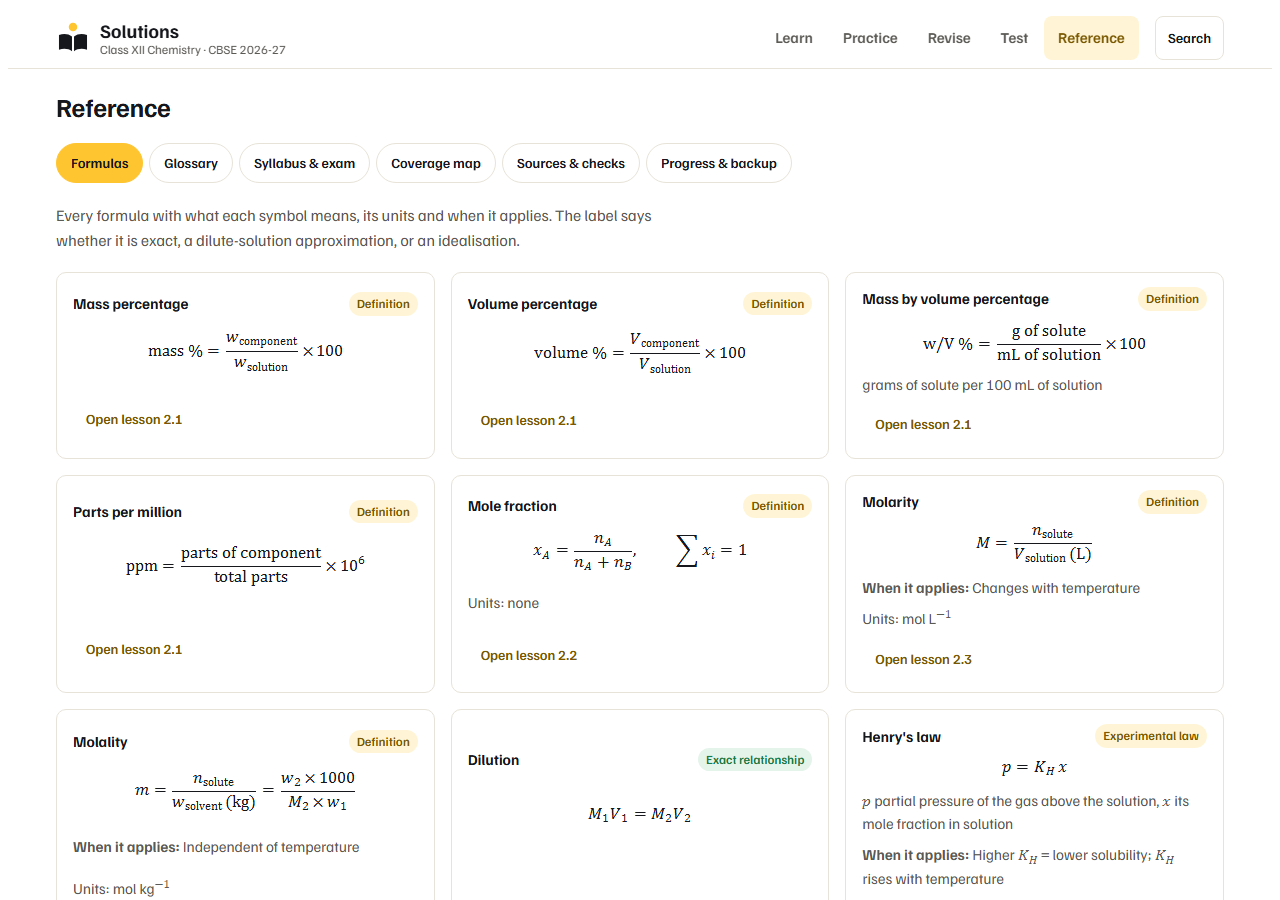 Solutions
Class XII Chemistry · CBSE 2026-27
Learn Practice Revise Test Reference Search
Reference
Formulas Glossary Syllabus & exam Coverage map Sources & checks Progress & backup
Every formula with what each symbol means, its units and when it applies. The label says
whether it is exact, a dilute-solution approximation, or an idealisation.
Mass percentage Definition
mass % = w_component / w_solution × 100
Open lesson 2.1
Volume percentage Definition
volume % = V_component / V_solution × 100
Open lesson 2.1
Mass by volume percentage Definition
w/V % = g of solute / mL of solution × 100
grams of solute per 100 mL of solution
Open lesson 2.1
Parts per million Definition
ppm = parts of component / total parts × 10⁶
Open lesson 2.1
Mole fraction Definition
x_A = n_A / n_A + n_B, ∑ x_i = 1
Units: none
Open lesson 2.2
Molarity Definition
M = n_solute / V_solution (L)
When it applies: Changes with temperature
Units: mol L⁻¹
Open lesson 2.3
Molality Definition
m = n_solute / w_solvent (kg) = w₂ × 1000 / M₂ × w₁
When it applies: Independent of temperature
Units: mol kg⁻¹
Dilution Exact relationship
M₁V₁ = M₂V₂
Henry's law Experimental law
p = K_H x
p partial pressure of the gas above the solution, x its
mole fraction in solution
When it applies: Higher K_H = lower solubility; K_H
rises with temperature